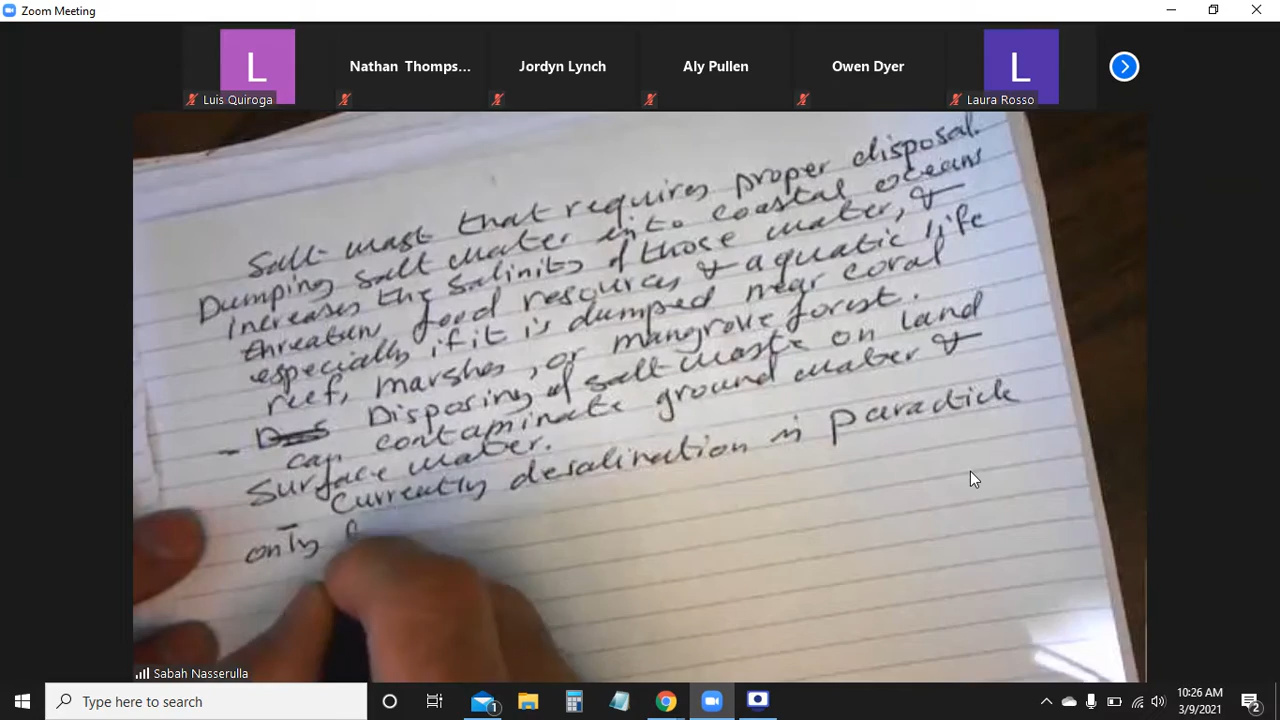 Zoom Meeting
L
Nathan Thomps...
Jordyn Lynch
Aly Pullen
Owen Dyer
L
Luis Quiroga
Laura Rosso
Salt wast that requires proper disposal.
Dumping salt water into coastal oceans
increases the salinity of those water, &
threaten food resources & aquatic life
especially if it is dumped near coral
reef, marshes, or mangrove forest.
- Disposing of salt waste on land
can contaminate ground water &
Surface water.
- Currently desalination is paractick
only f
Sabah Nasserulla
Type here to search
1
10:26 AM
3/9/2021
2